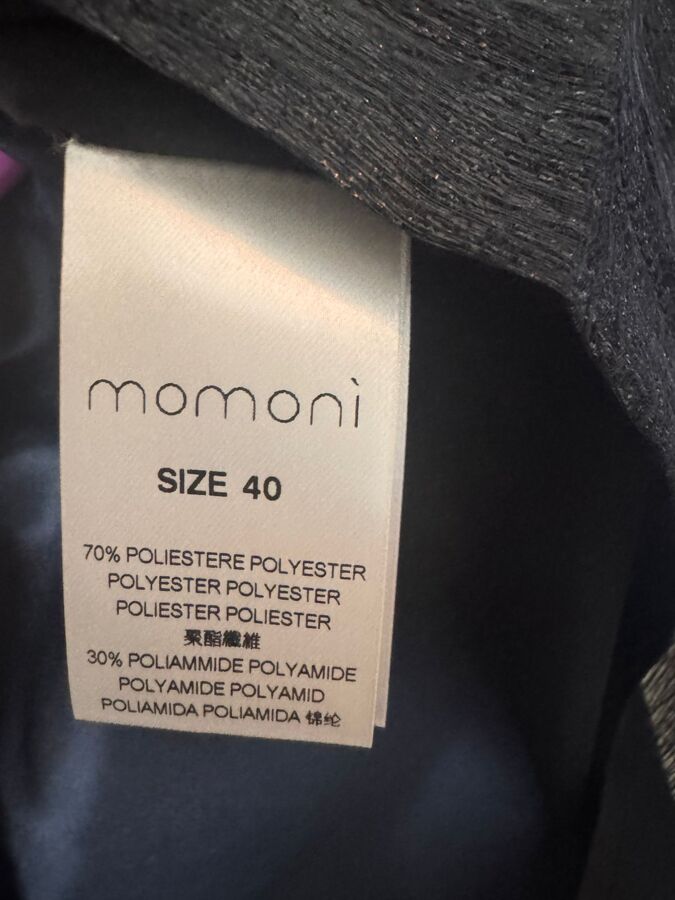 momonì
SIZE 40
70% POLIESTERE POLYESTER
POLYESTER POLYESTER
POLIESTER POLIESTER
聚酯纖維
30% POLIAMMIDE POLYAMIDE
POLYAMIDE POLYAMID
POLIAMIDA POLIAMIDA 锦纶